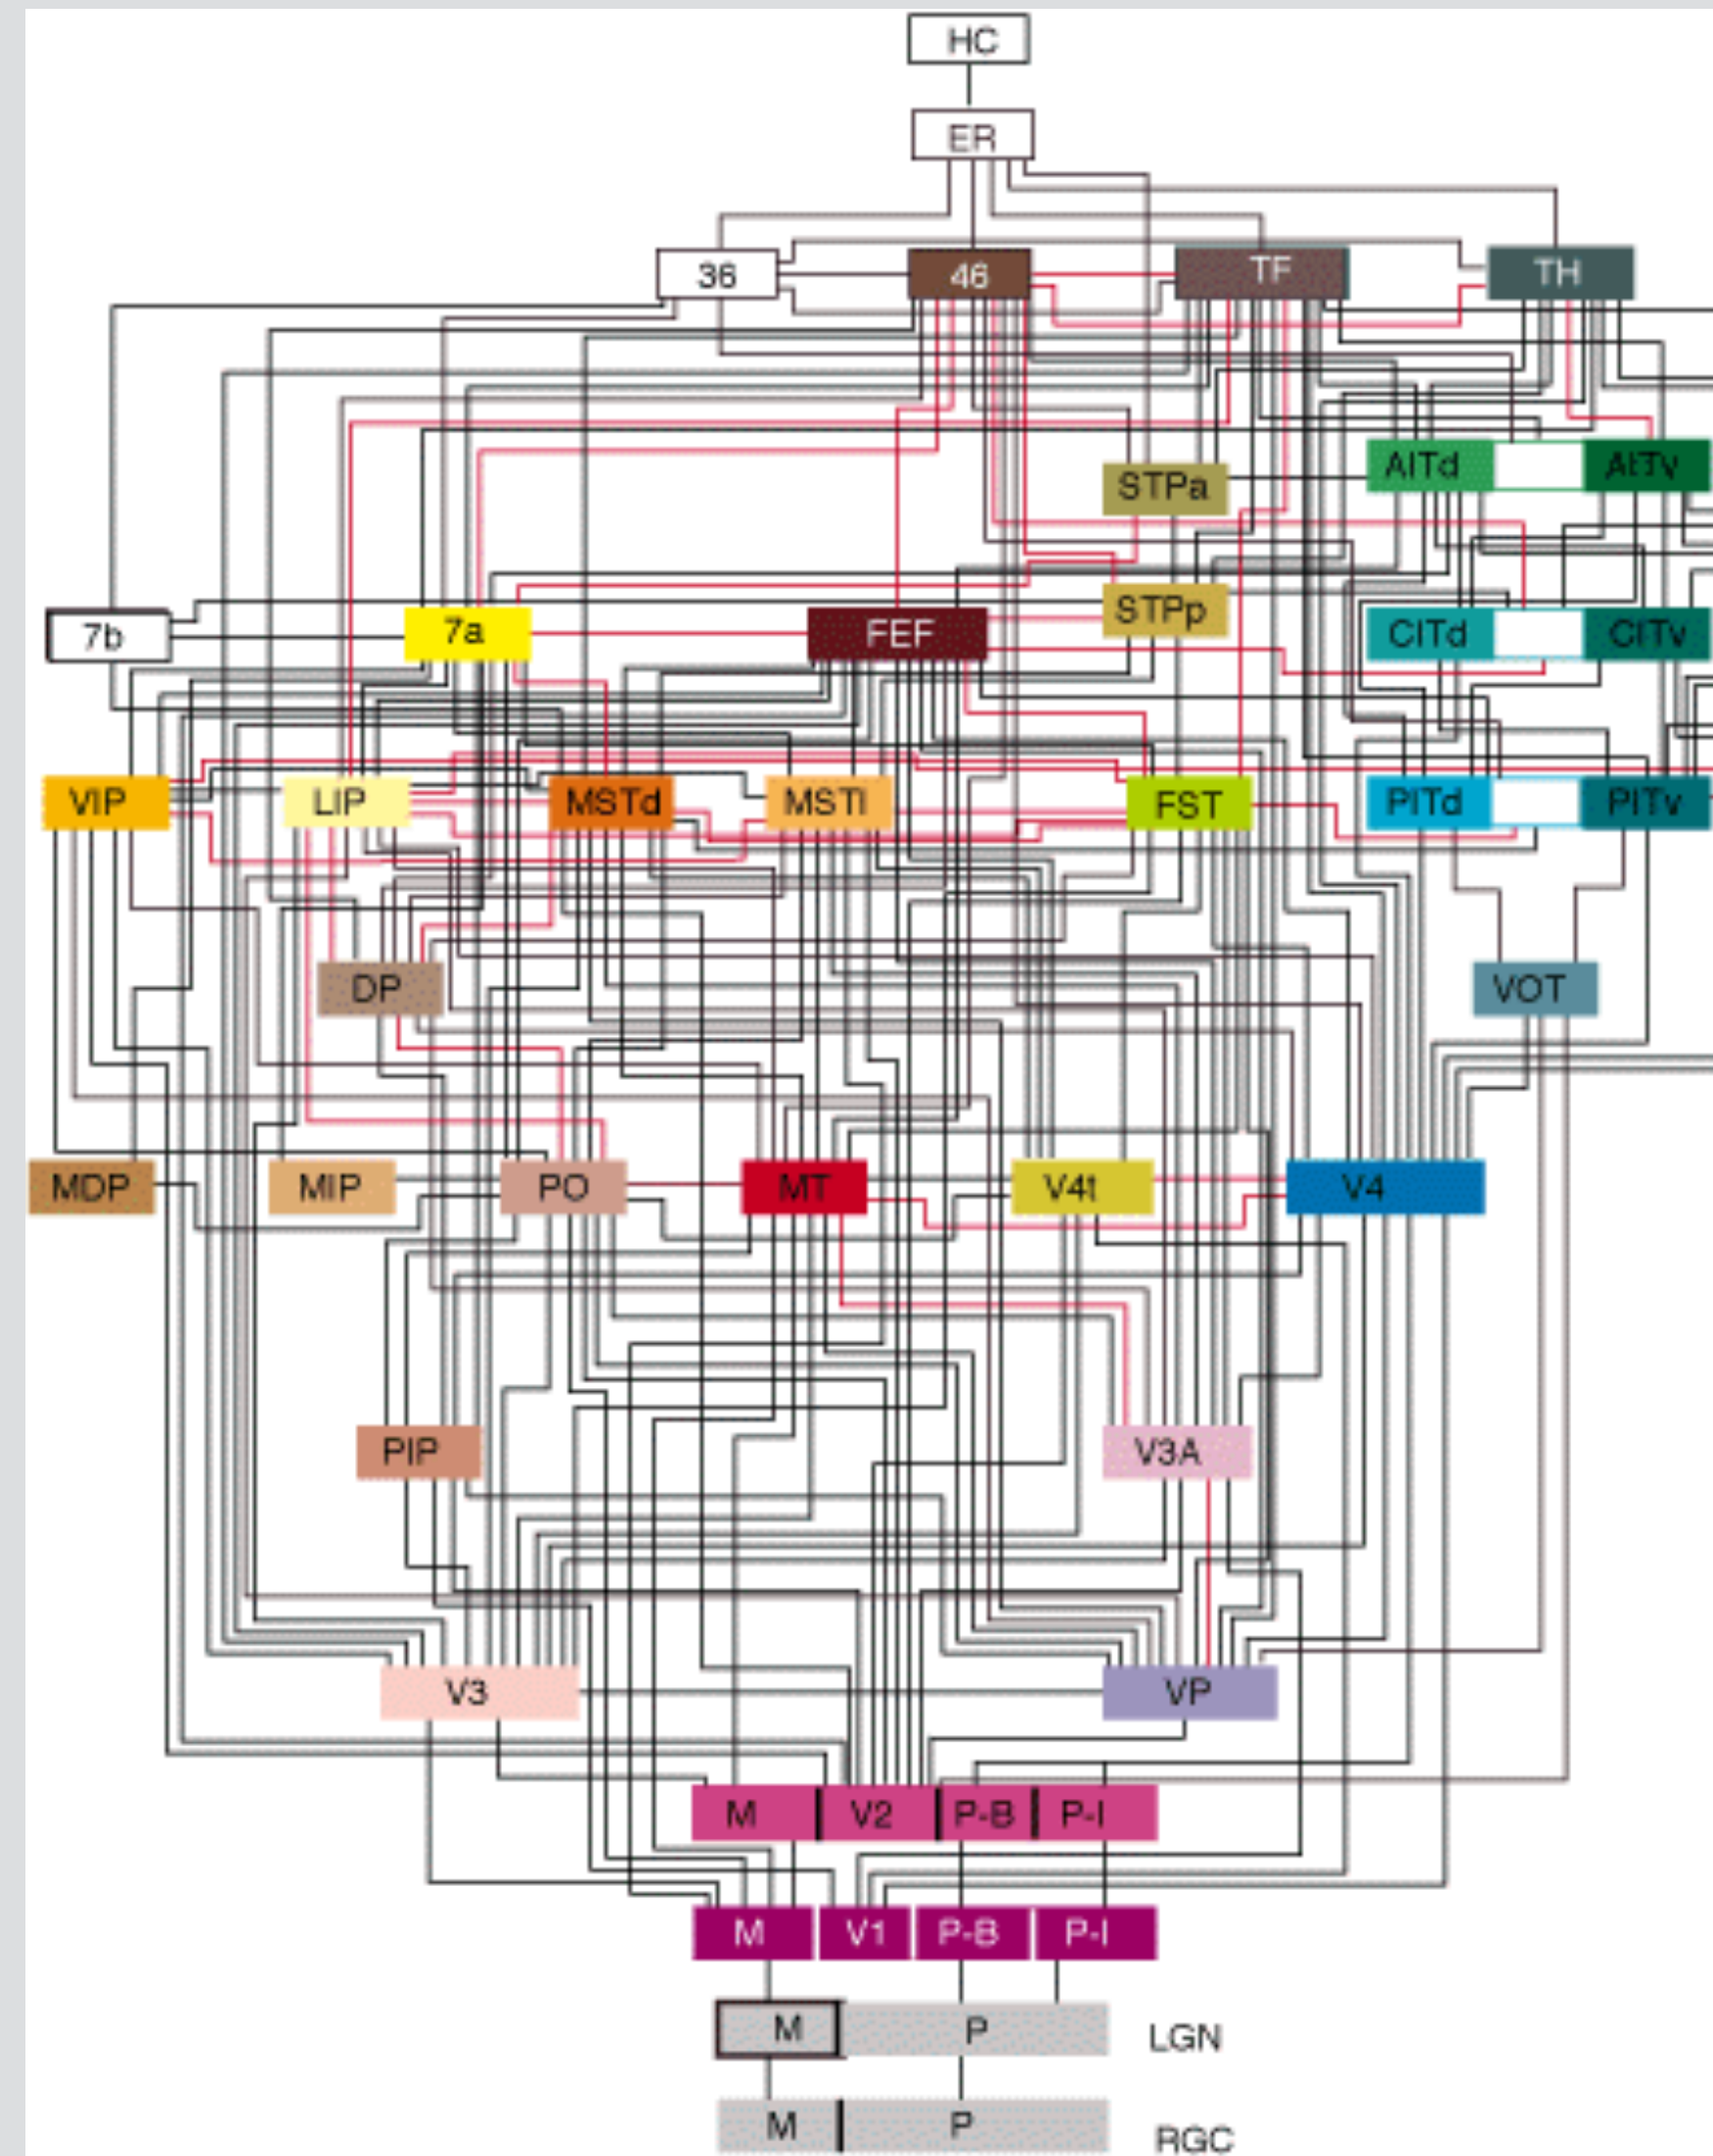 HC
ER
36 46 TF TH
AITd AITv
STPa
STPp
7b 7a FEF CITd CITv
VIP LIP MSTd MSTl FST PITd PITv
DP VOT
MDP MIP PO MT V4t V4
PIP V3A
V3 VP
M V2 P-B P-I
M V1 P-B P-I
M P LGN
M P RGC